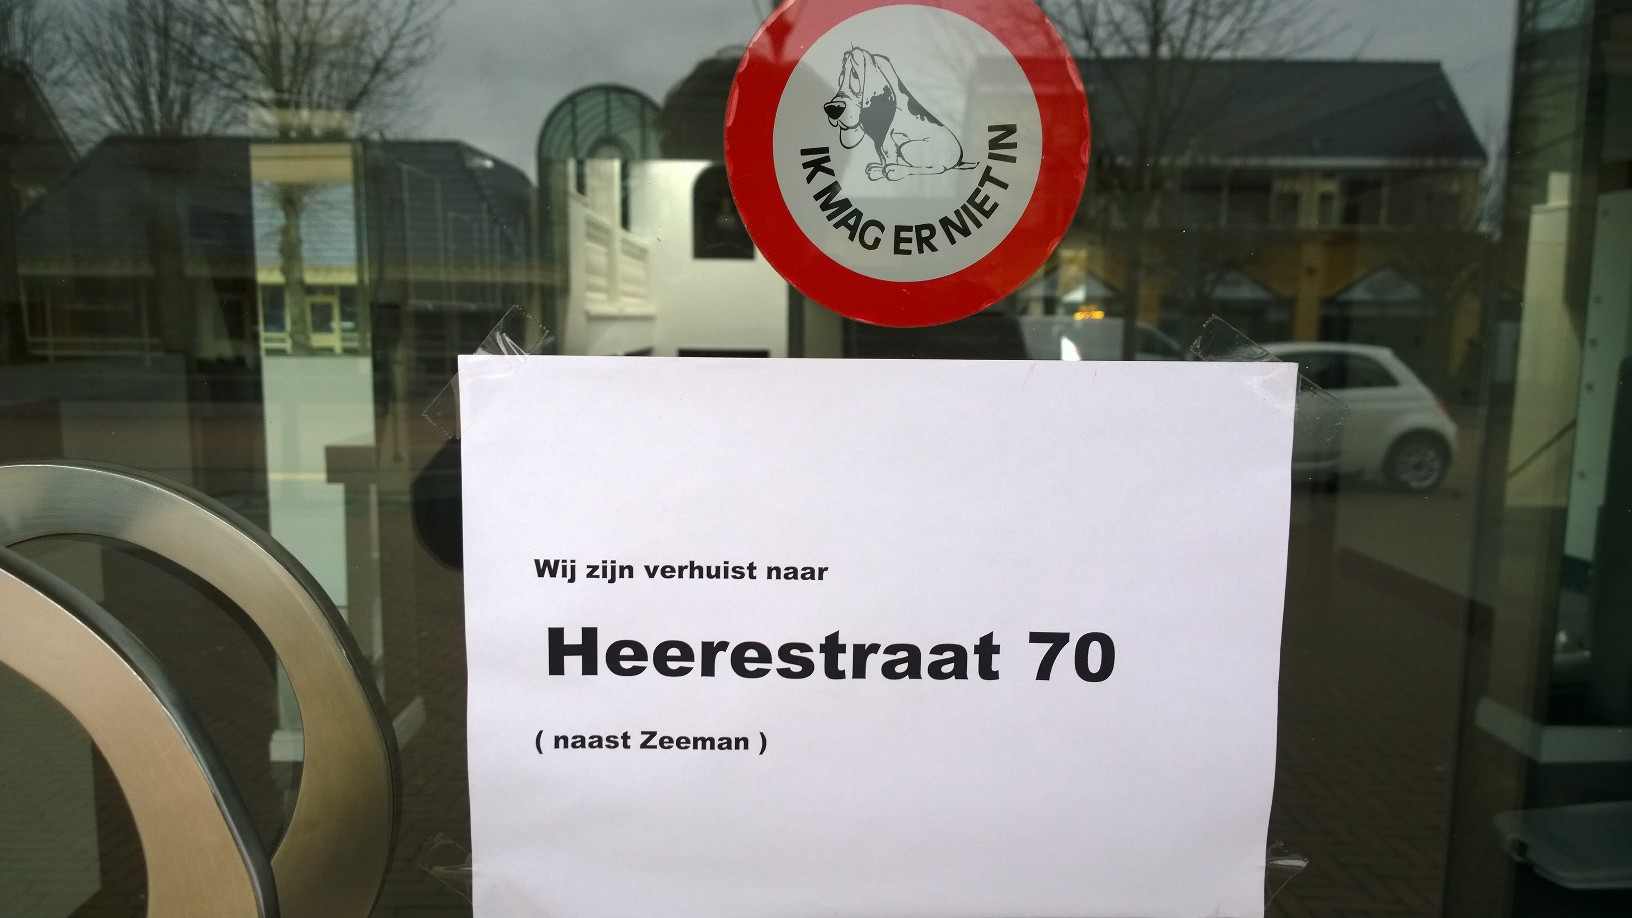 IK MAG ER NIET IN
Wij zijn verhuist naar
Heerestraat 70
( naast Zeeman )